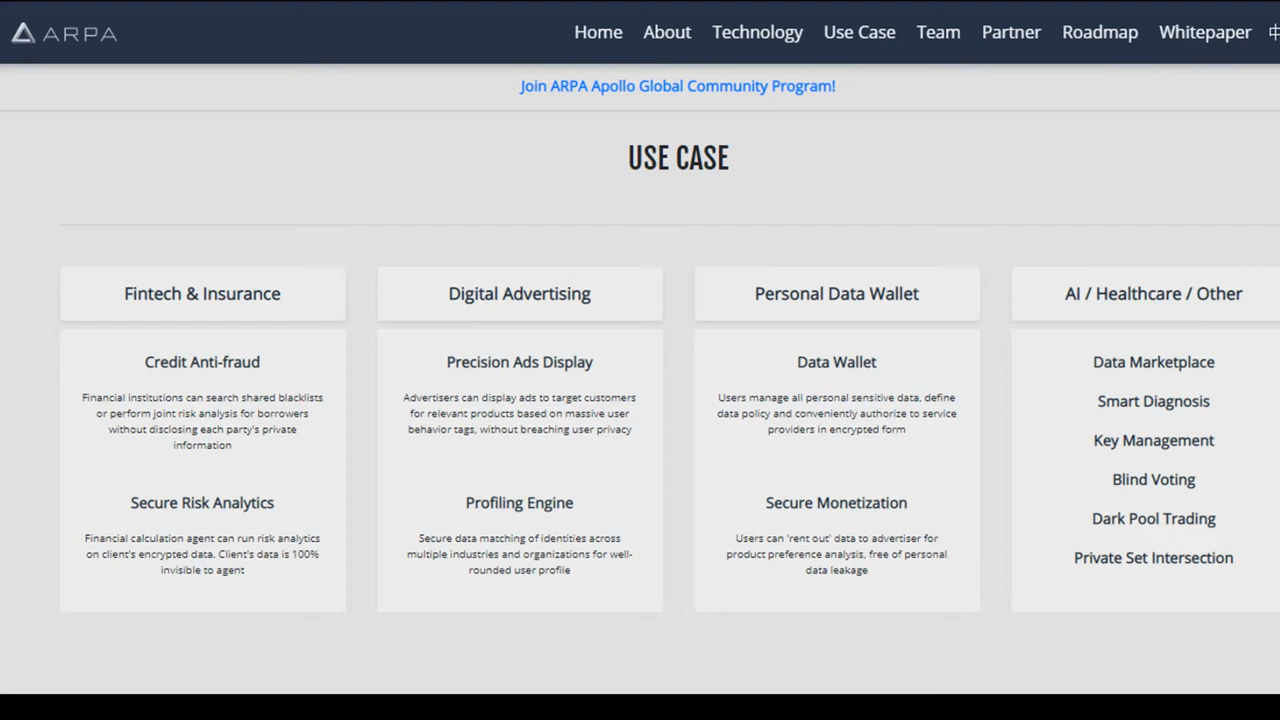 ARPA
Home About Technology Use Case Team Partner Roadmap Whitepaper
Join ARPA Apollo Global Community Program!
USE CASE
Fintech & Insurance
Credit Anti-fraud
Financial institutions can search shared blacklists
or perform joint risk analysis for borrowers
without disclosing each party's private
information
Secure Risk Analytics
Financial calculation agent can run risk analytics
on client's encrypted data. Client's data is 100%
invisible to agent
Digital Advertising
Precision Ads Display
Advertisers can display ads to target customers
for relevant products based on massive user
behavior tags, without breaching user privacy
Profiling Engine
Secure data matching of identities across
multiple industries and organizations for well-
rounded user profile
Personal Data Wallet
Data Wallet
Users manage all personal sensitive data, define
data policy and conveniently authorize to service
providers in encrypted form
Secure Monetization
Users can 'rent out' data to advertiser for
product preference analysis, free of personal
data leakage
AI / Healthcare / Other
Data Marketplace
Smart Diagnosis
Key Management
Blind Voting
Dark Pool Trading
Private Set Intersection